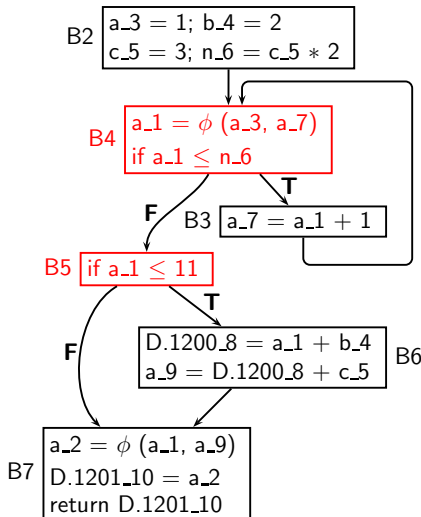 B2
a_3 = 1; b_4 = 2
c_5 = 3; n_6 = c_5 * 2
B4
a_1 = ϕ (a_3, a_7)
if a_1 ≤ n_6
F
T
B3
a_7 = a_1 + 1
B5
if a_1 ≤ 11
F
T
D.1200_8 = a_1 + b_4
a_9 = D.1200_8 + c_5
B6
B7
a_2 = ϕ (a_1, a_9)
D.1201_10 = a_2
return D.1201_10